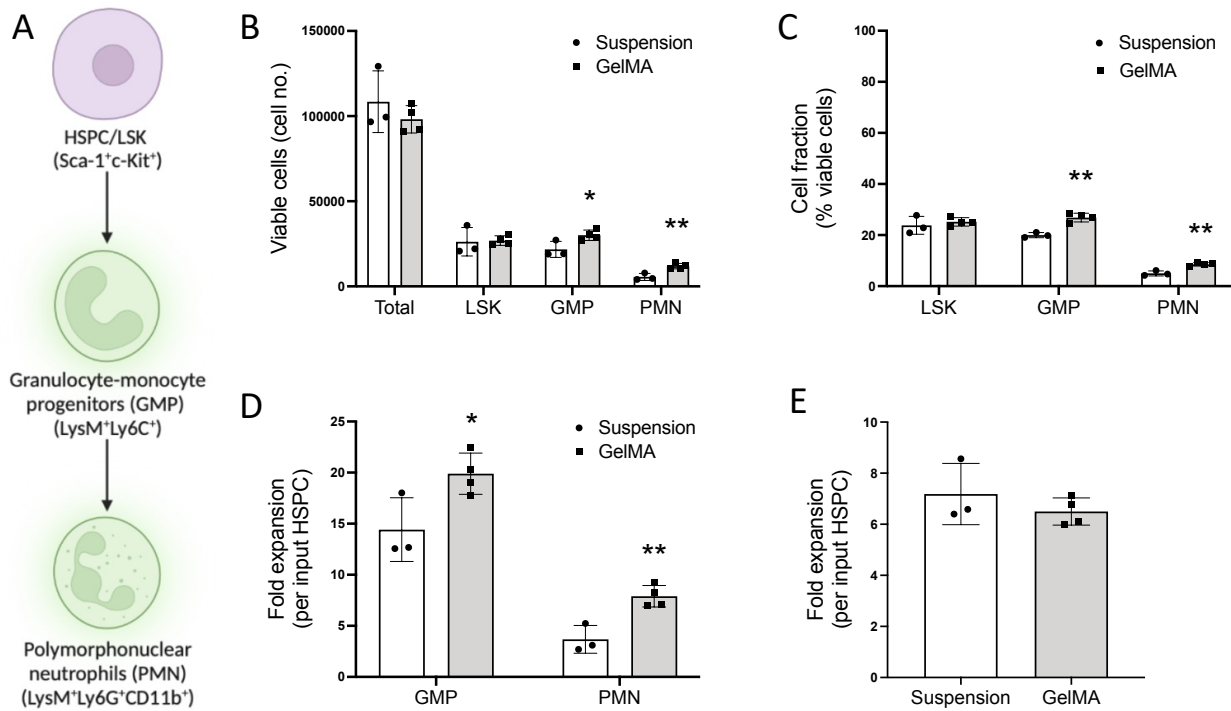 A
HSPC/LSK
(Sca-1⁺c-Kit⁺)
Granulocyte-monocyte
progenitors (GMP)
(LysM⁺Ly6C⁺)
Polymorphonuclear
neutrophils (PMN)
(LysM⁺Ly6G⁺CD11b⁺)
B
Viable cells (cell no.)
150000
100000
50000
0
Suspension
GelMA
*
**
Total LSK GMP PMN
C
Cell fraction
(% viable cells)
100
80
60
40
20
0
Suspension
GelMA
**
**
LSK GMP PMN
D
Fold expansion
(per input HSPC)
25
20
15
10
5
0
Suspension
GelMA
*
**
GMP PMN
E
Fold expansion
(per input HSPC)
10
8
6
4
2
0
Suspension GelMA